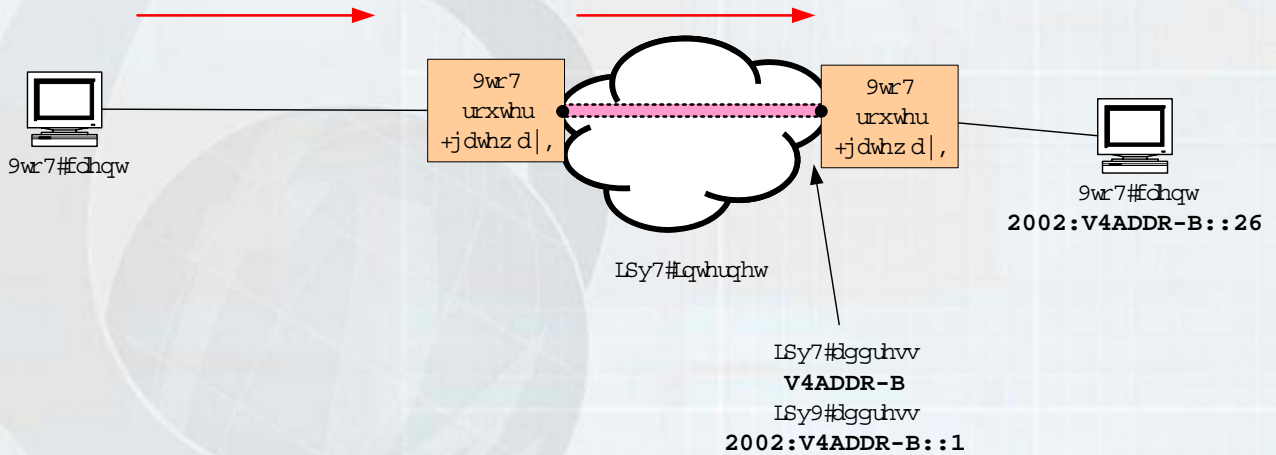 9wr7
urxwhu
+jdwhz d|,
9wr7
urxwhu
+jdwhz d|,
9wr7#fdhqw
9wr7#fdhqw
2002:V4ADDR-B::26
LSy7#Lqwhuqhw
LSy7#dgguhvv
V4ADDR-B
LSy9#dgguhvv
2002:V4ADDR-B::1